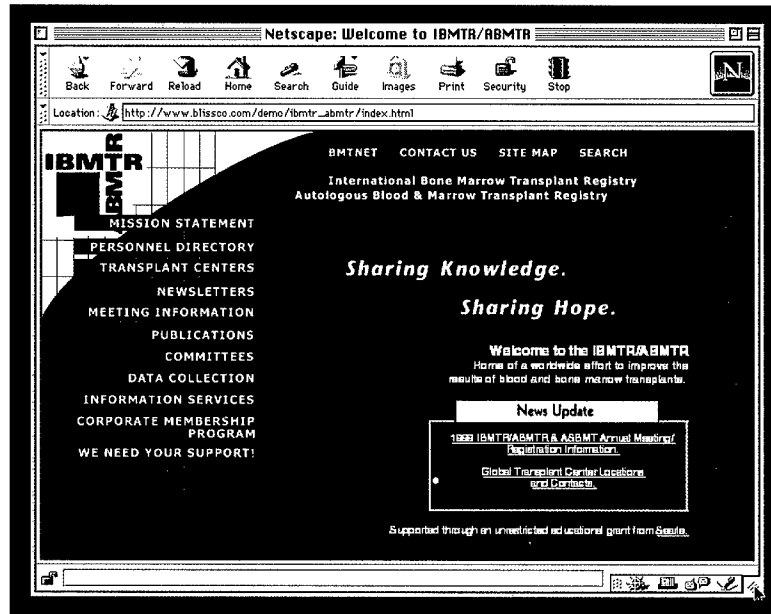 Netscape: Welcome to IBMTR/ABMTR
Back Forward Reload Home Search Guide Images Print Security Stop
N
Location: http://www.blissco.com/demo/ibmtr_abmtr/index.html
IBMTR
ABMTR
BMTNET CONTACT US SITE MAP SEARCH
International Bone Marrow Transplant Registry
Autologous Blood & Marrow Transplant Registry
MISSION STATEMENT
PERSONNEL DIRECTORY
TRANSPLANT CENTERS
NEWSLETTERS
MEETING INFORMATION
PUBLICATIONS
COMMITTEES
DATA COLLECTION
INFORMATION SERVICES
CORPORATE MEMBERSHIP
PROGRAM
WE NEED YOUR SUPPORT!
Sharing Knowledge.
Sharing Hope.
Welcome to the IBMTR/ABMTR
Home of a worldwide effort to improve the
results of blood and bone marrow transplants.
News Update
1999 IBMTR/ABMTR & ASBMT Annual Meeting/
Registration Information.
Global Transplant Center Locations
and Contacts.
Supported through an unrestricted educational grant from